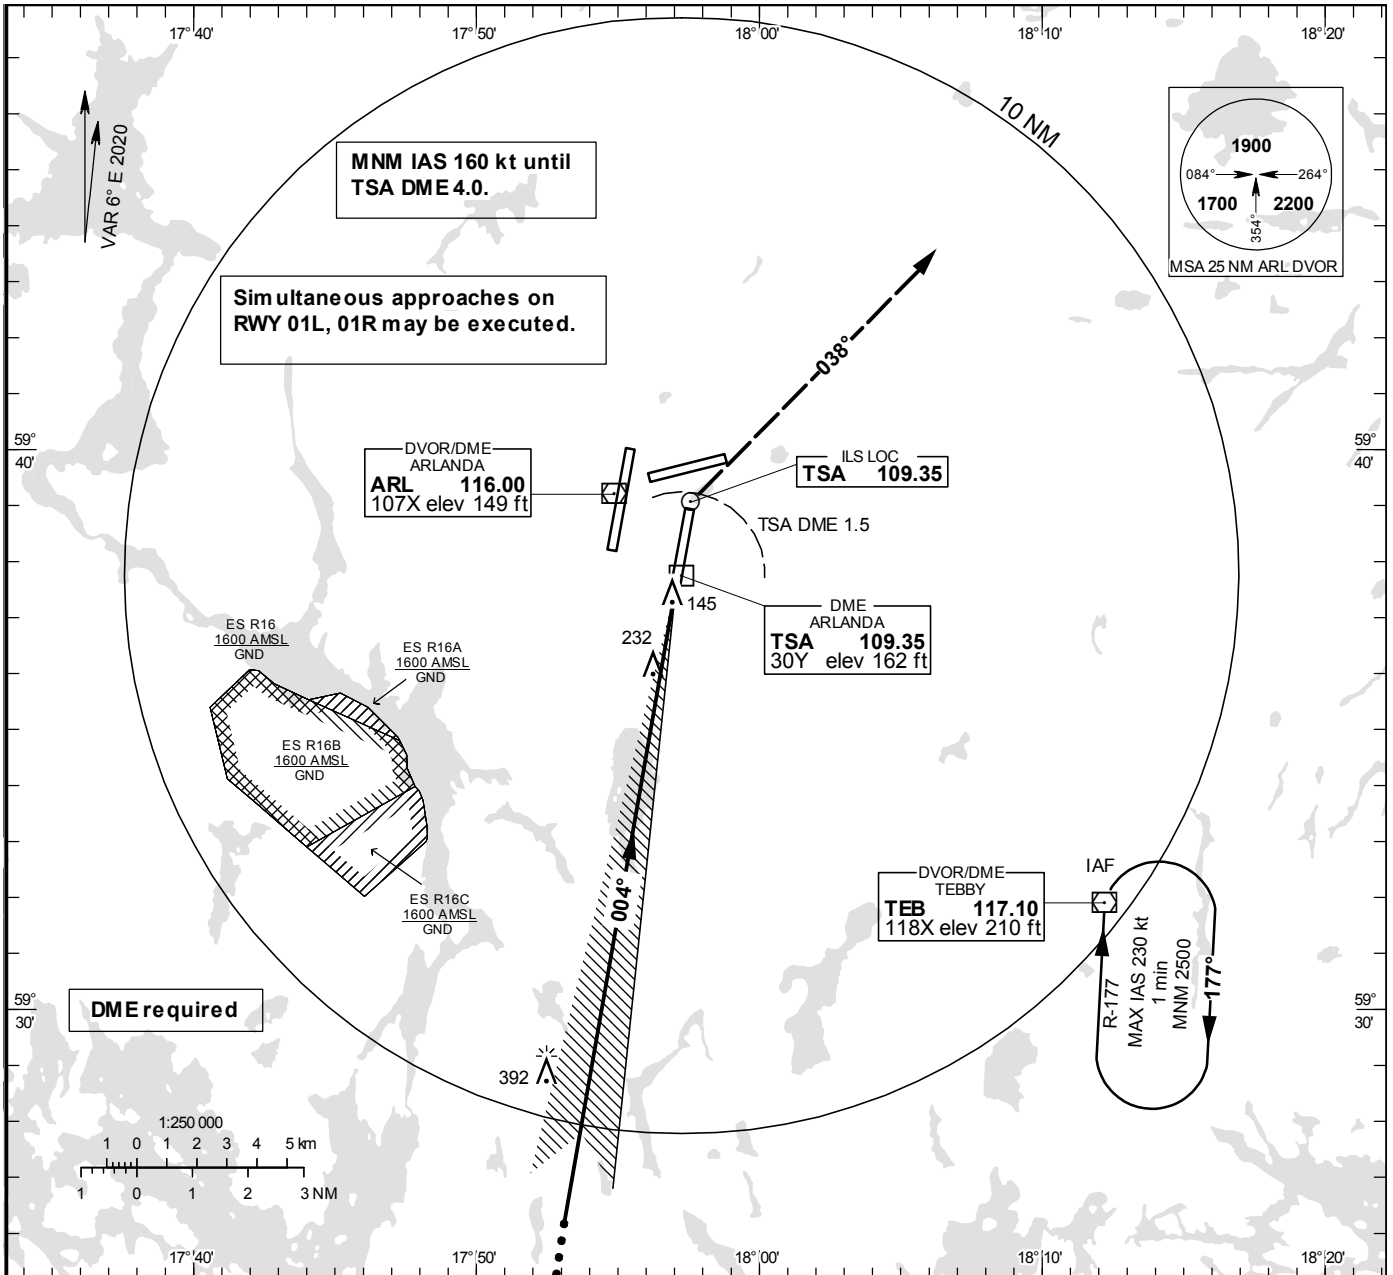 17°40'
17°50'
18°00'
18°10'
18°20'
VAR 6° E 2020
MNM IAS 160 kt until
TSA DME 4.0.
10 NM
1900
084°
264°
1700
2200
354°
MSA 25 NM ARL DVOR
Simultaneous approaches on
RWY 01L, 01R may be executed.
038°
59°
40'
59°
40'
DVOR/DME
ARLANDA
ARL 116.00
107X elev 149 ft
ILS LOC
TSA 109.35
TSA DME 1.5
145
DME
ARLANDA
TSA 109.35
30Y elev 162 ft
232
ES R16
1600 AMSL
GND
ES R16A
1600 AMSL
GND
ES R16B
1600 AMSL
GND
ES R16C
1600 AMSL
GND
004°
IAF
DVOR/DME
TEBBY
TEB 117.10
118X elev 210 ft
R-177
MAX IAS 230 kt
1 min
MNM 2500
177°
59°
30'
59°
30'
DME required
392
1:250 000
1 0 1 2 3 4 5 km
1 0 1 2 3 NM
17°40'
17°50'
18°00'
18°10'
18°20'